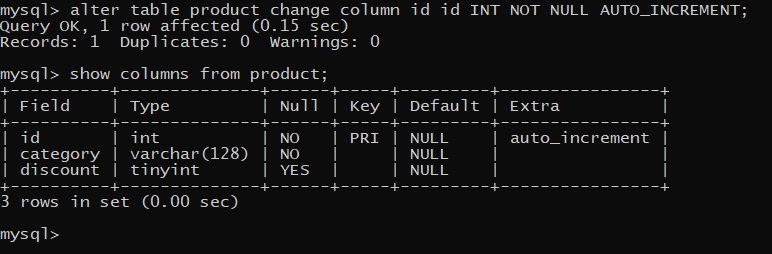 mysql> alter table product change column id id INT NOT NULL AUTO_INCREMENT;
Query OK, 1 row affected (0.15 sec)
Records: 1  Duplicates: 0  Warnings: 0

mysql> show columns from product;
+----------+--------------+------+-----+---------+----------------+
| Field    | Type         | Null | Key | Default | Extra          |
+----------+--------------+------+-----+---------+----------------+
| id       | int          | NO   | PRI | NULL    | auto_increment |
| category | varchar(128) | NO   |     | NULL    |                |
| discount | tinyint      | YES  |     | NULL    |                |
+----------+--------------+------+-----+---------+----------------+
3 rows in set (0.00 sec)

mysql>